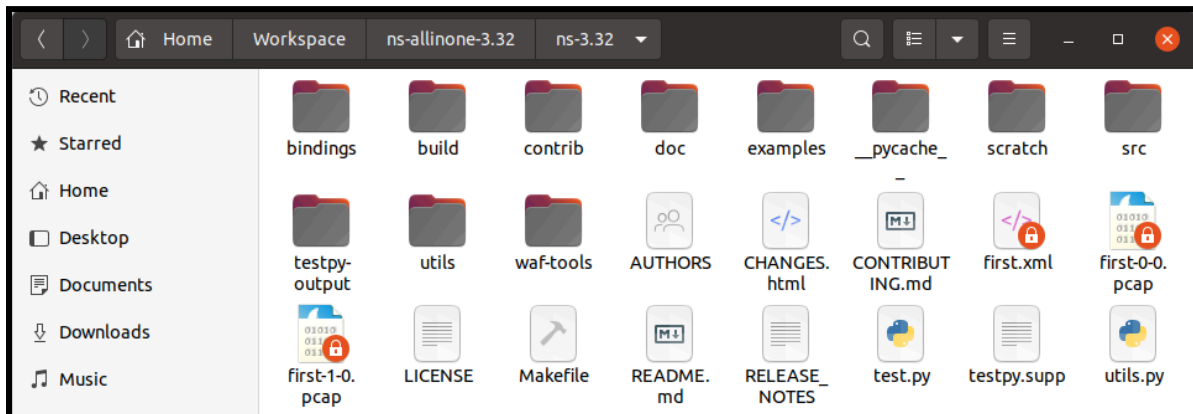 Home Workspace ns-allinone-3.32 ns-3.32
Recent
Starred
Home
Desktop
Documents
Downloads
Music
bindings build contrib doc examples __pycache_ scratch src
_
testpy- utils waf-tools AUTHORS CHANGES. CONTRIBUT first.xml first-0-0.
output html ING.md pcap
first-1-0. LICENSE Makefile README. RELEASE_ test.py testpy.supp utils.py
pcap md NOTES